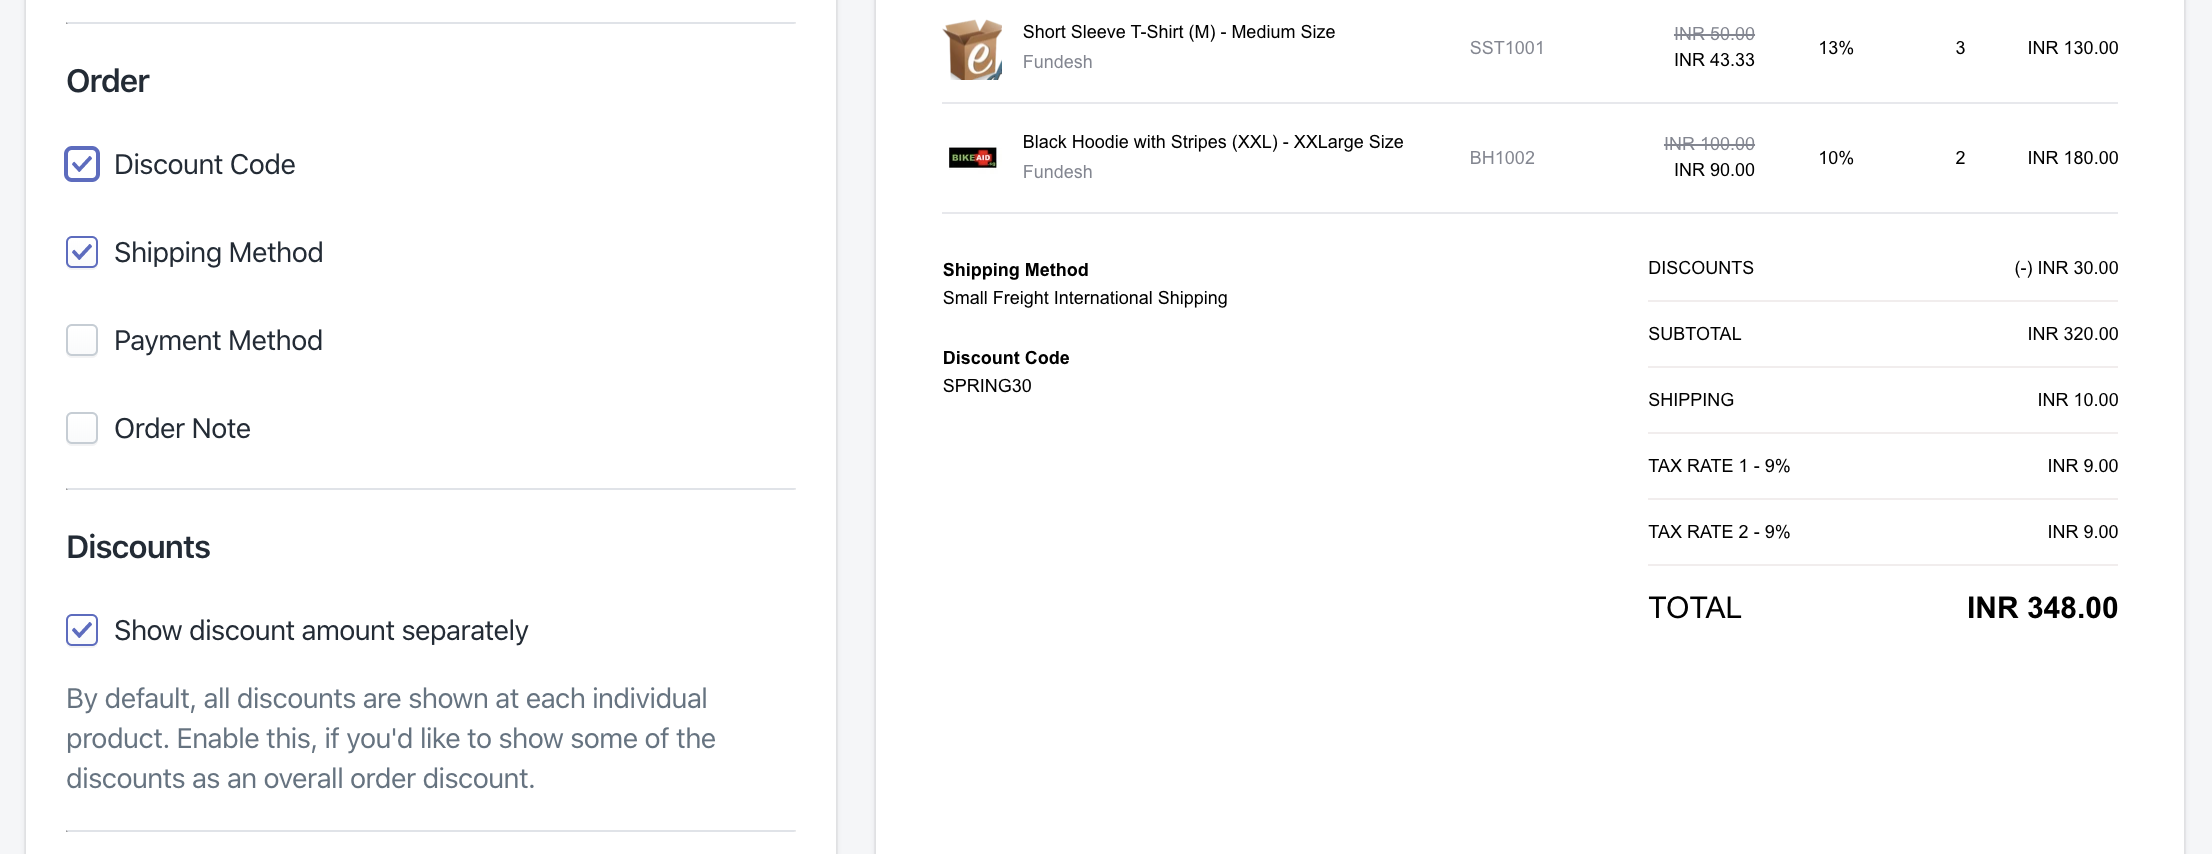 Order
Discount Code
Shipping Method
Payment Method
Order Note
Discounts
Show discount amount separately
By default, all discounts are shown at each individual
product. Enable this, if you'd like to show some of the
discounts as an overall order discount.
e
Short Sleeve T-Shirt (M) - Medium Size
Fundesh
SST1001
INR 50.00
INR 43.33
13%
3
INR 130.00
BIKEAID
Black Hoodie with Stripes (XXL) - XXLarge Size
Fundesh
BH1002
INR 100.00
INR 90.00
10%
2
INR 180.00
Shipping Method
Small Freight International Shipping
Discount Code
SPRING30
DISCOUNTS (-) INR 30.00
SUBTOTAL INR 320.00
SHIPPING INR 10.00
TAX RATE 1 - 9% INR 9.00
TAX RATE 2 - 9% INR 9.00
TOTAL INR 348.00